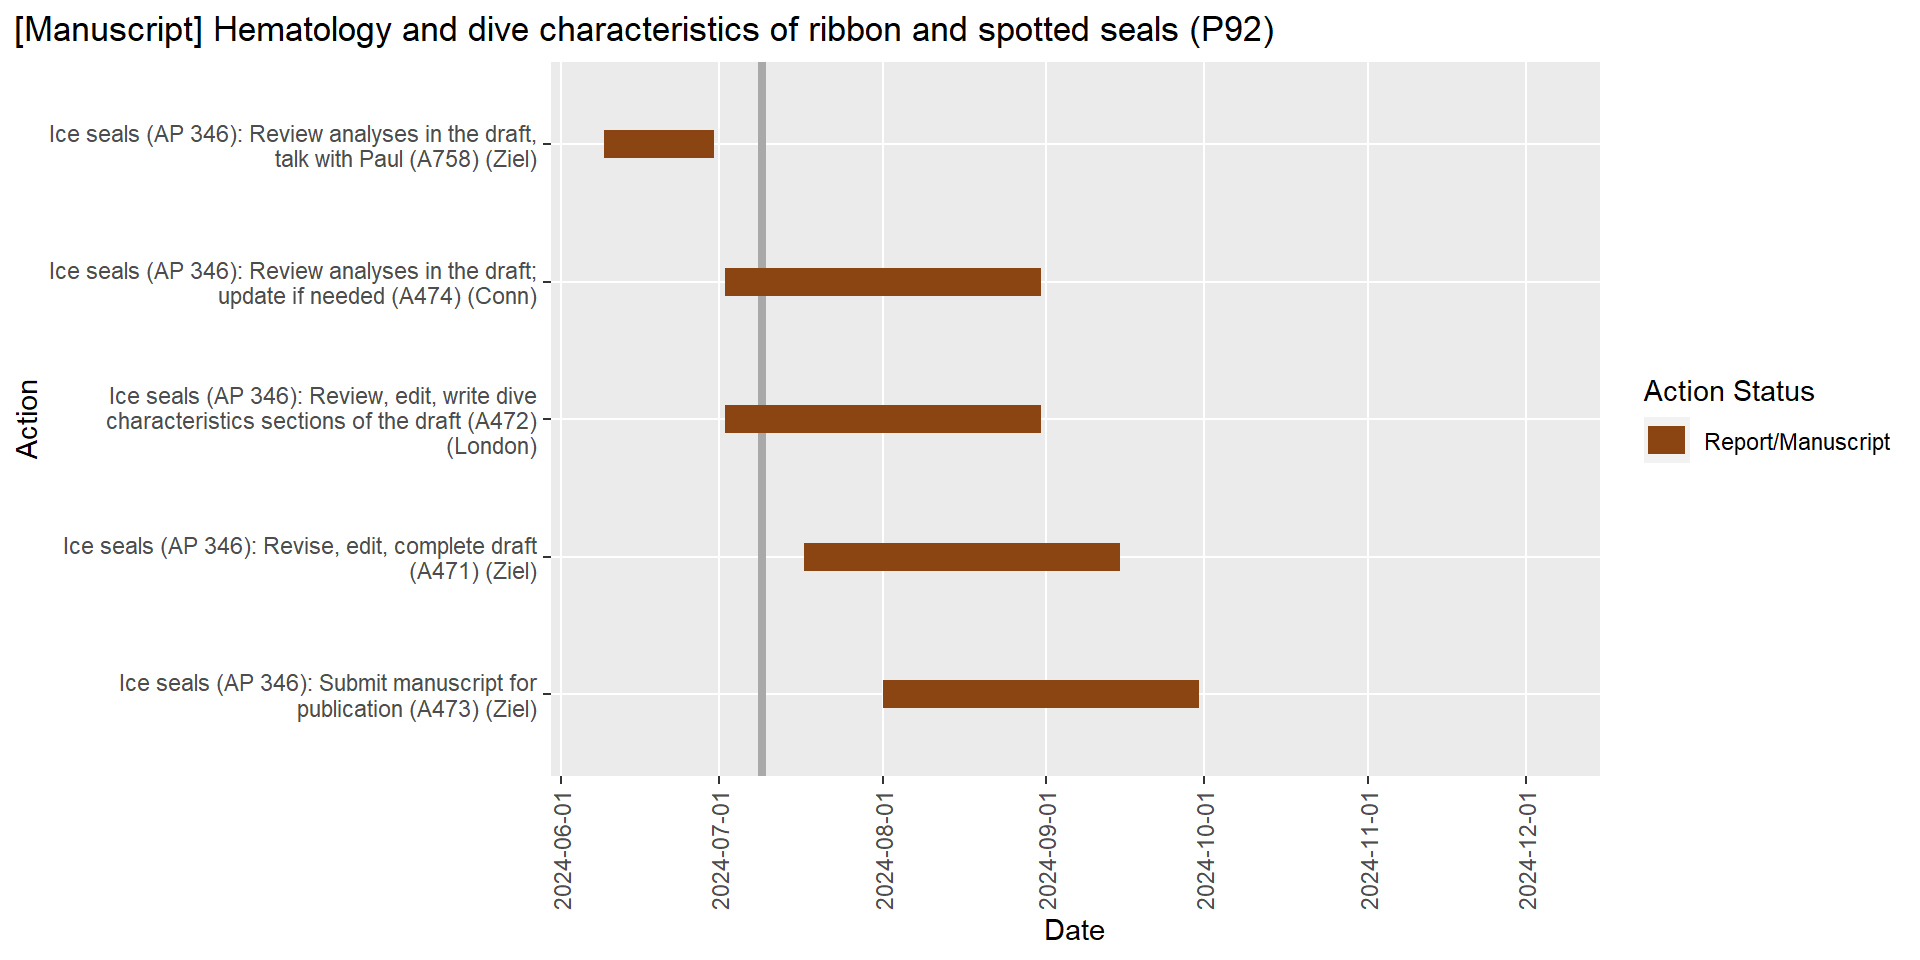 [Manuscript] Hematology and dive characteristics of ribbon and spotted seals (P92)
Action
Ice seals (AP 346): Review analyses in the draft,
talk with Paul (A758) (Ziel)
Ice seals (AP 346): Review analyses in the draft;
update if needed (A474) (Conn)
Ice seals (AP 346): Review, edit, write dive
characteristics sections of the draft (A472)
(London)
Ice seals (AP 346): Revise, edit, complete draft
(A471) (Ziel)
Ice seals (AP 346): Submit manuscript for
publication (A473) (Ziel)
2024-06-01
2024-07-01
2024-08-01
2024-09-01
2024-10-01
2024-11-01
2024-12-01
Date
Action Status
Report/Manuscript